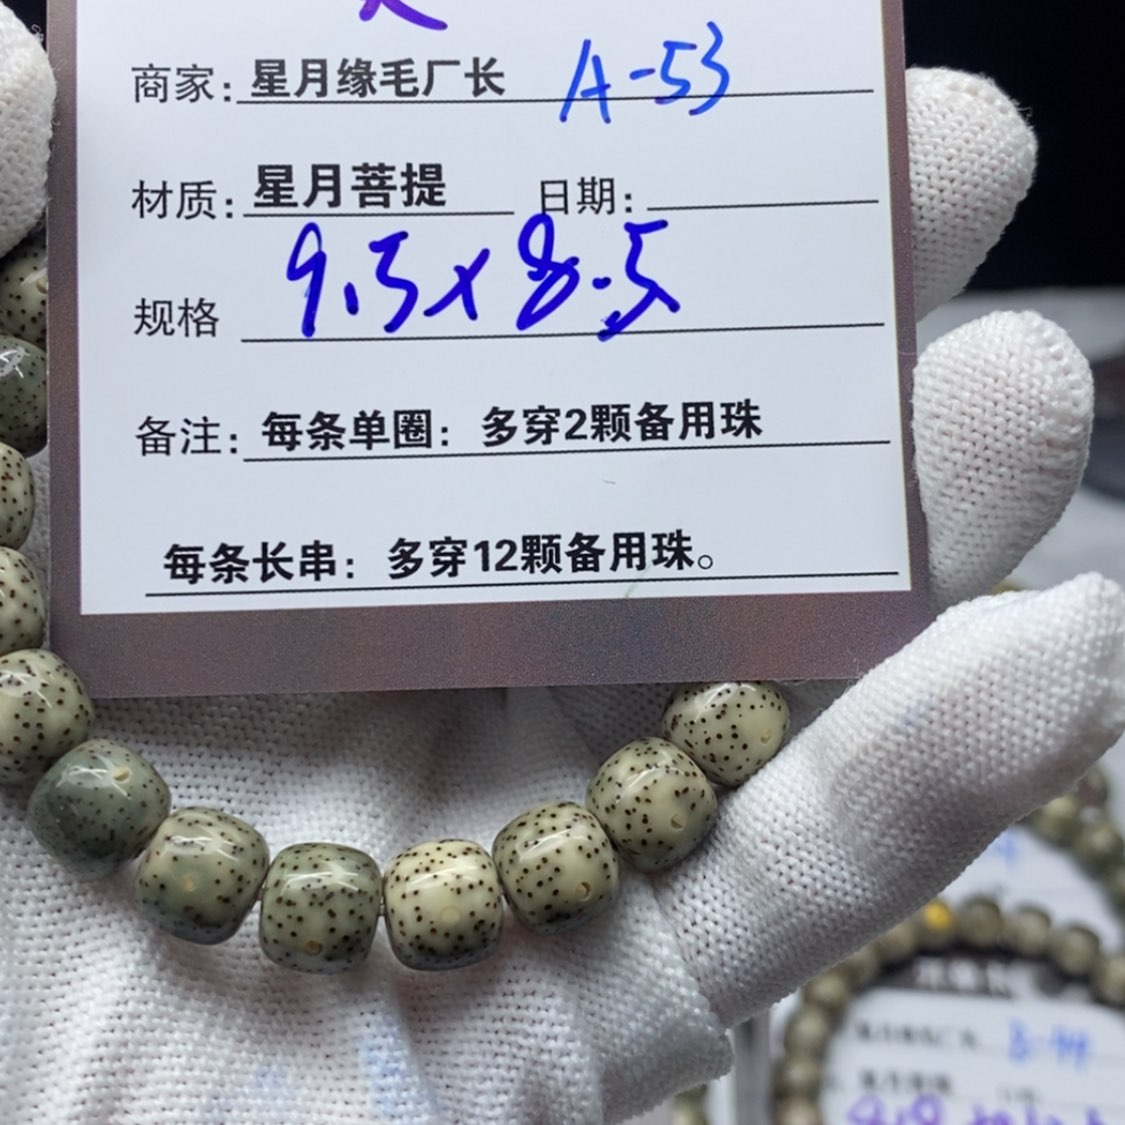 商家: 星月缘毛厂长 A-53
材质: 星月菩提 日期:
规格 9.5x8.5
备注: 每条单圈: 多穿2颗备用珠
每条长串: 多穿12颗备用珠。